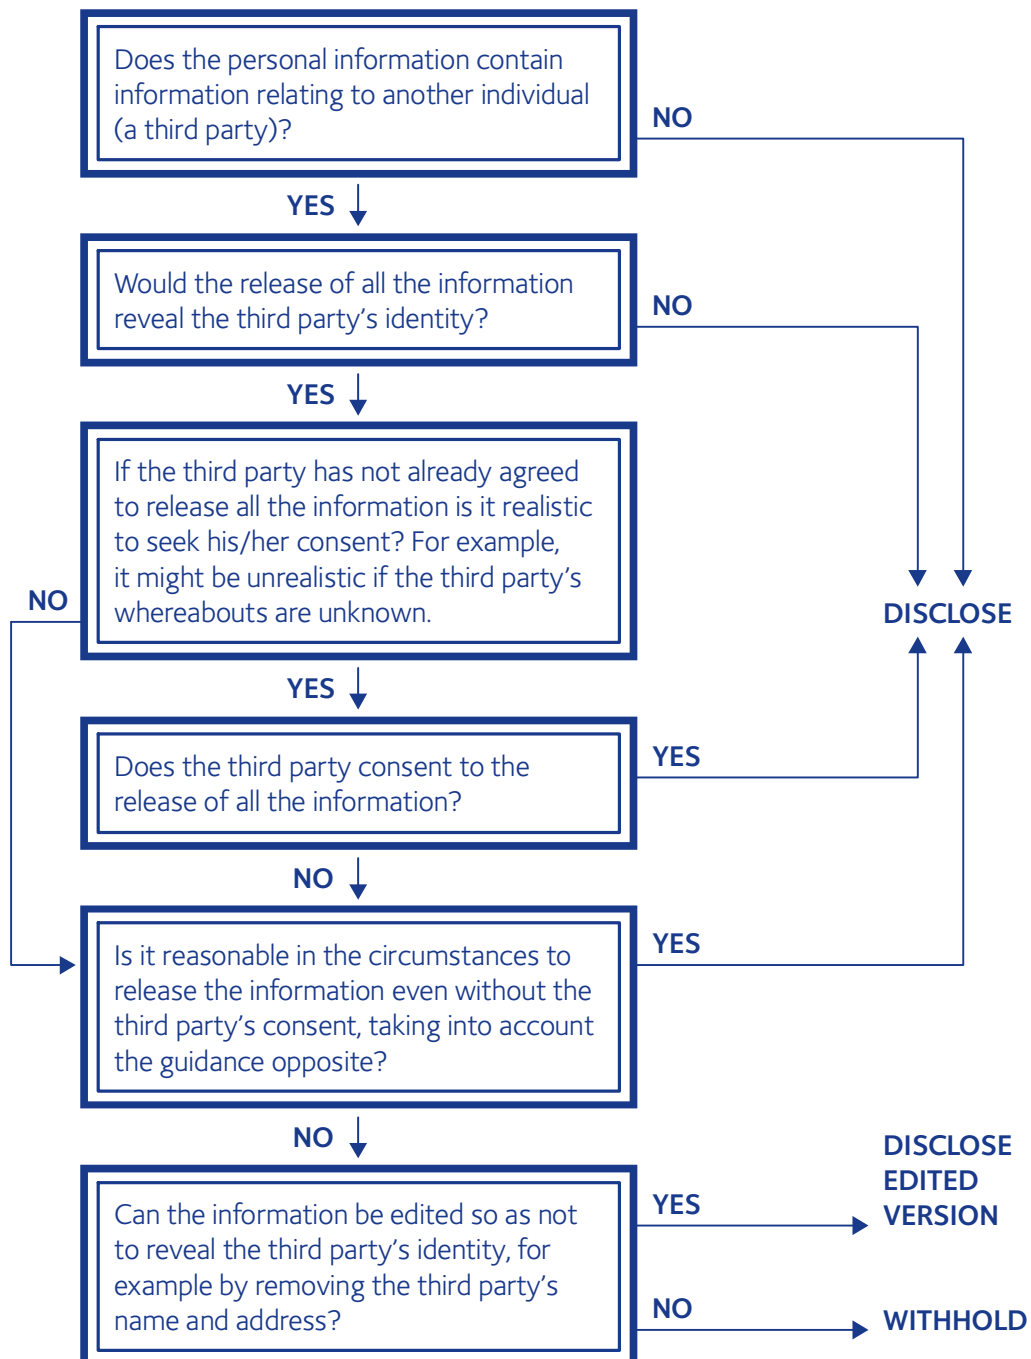 Does the personal information contain
information relating to another individual
(a third party)?
NO
YES
Would the release of all the information
reveal the third party’s identity?
NO
YES
If the third party has not already agreed
to release all the information is it realistic
to seek his/her consent? For example,
it might be unrealistic if the third party’s
whereabouts are unknown.
NO
DISCLOSE
YES
Does the third party consent to the
release of all the information?
YES
NO
Is it reasonable in the circumstances to
release the information even without the
third party’s consent, taking into account
the guidance opposite?
YES
NO
Can the information be edited so as not
to reveal the third party’s identity, for
example by removing the third party’s
name and address?
YES
DISCLOSE
EDITED
VERSION
NO
WITHHOLD